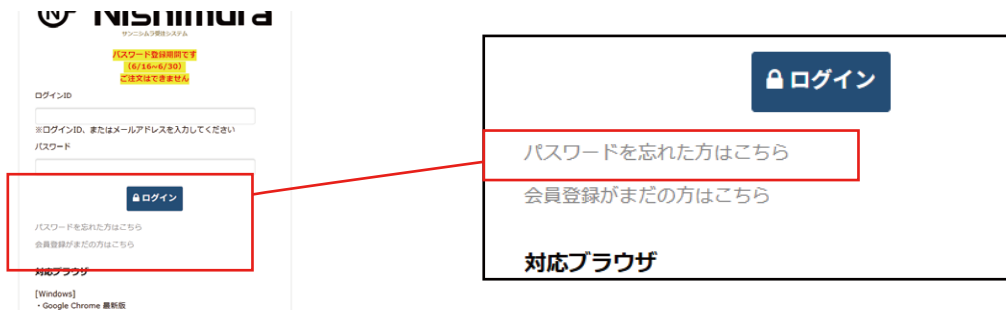 Nishimura
サンニシムラ受注システム
パスワード登録期間です
(6/16~6/30)
ご注文はできません
ログインID
※ログインID、またはメールアドレスを入力してください
パスワード
ログイン
パスワードを忘れた方はこちら
会員登録がまだの方はこちら
対応ブラウザ
[Windows]
・Google Chrome 最新版
ログイン
パスワードを忘れた方はこちら
会員登録がまだの方はこちら
対応ブラウザ